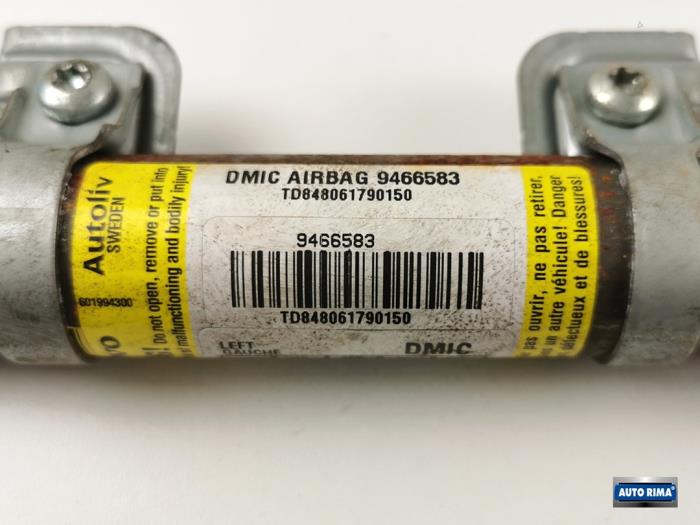 Autoliv
SWEDEN
601994300
Do not open, remove or put into
malfunctioning and bodily injury!
DMIC AIRBAG 9466583
TD848061790150
9466583
TD848061790150
LEFT
GAUCHE
DMIC
pas ouvrir, ne pas retirer,
un autre véhicule! Danger
défectueux et de blessures!
AUTO RIMA®